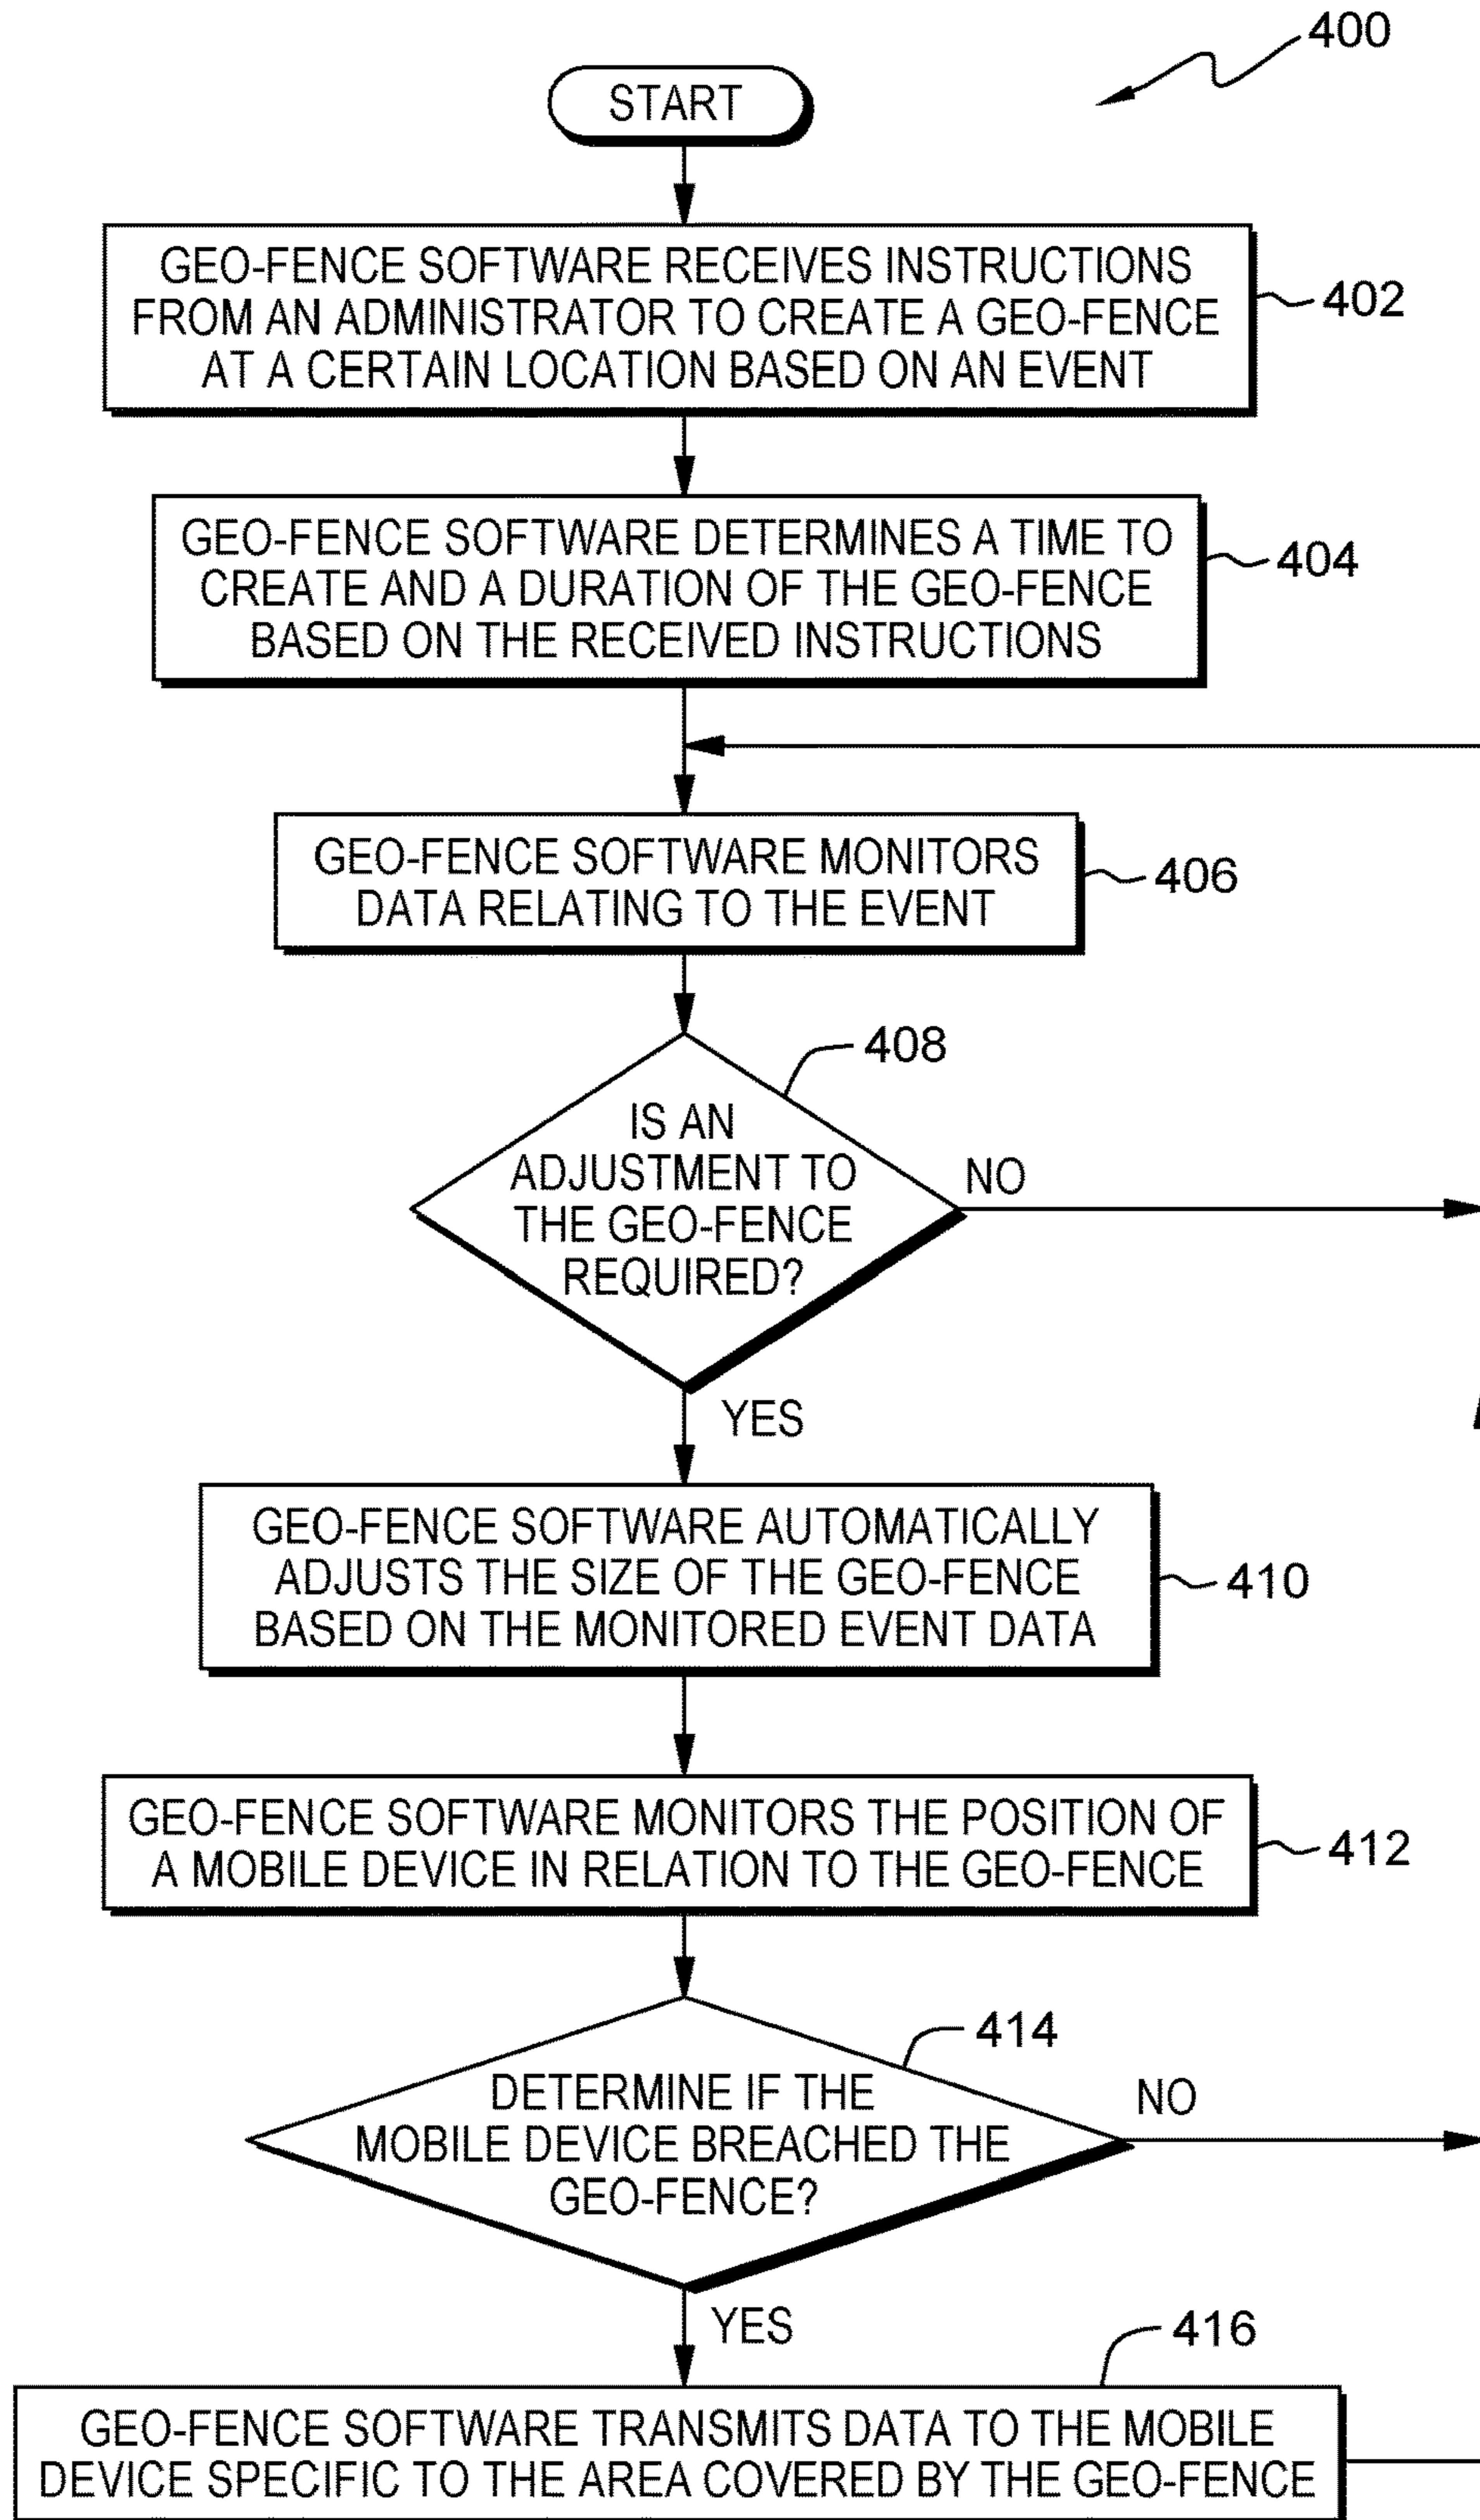 400
START
GEO-FENCE SOFTWARE RECEIVES INSTRUCTIONS
FROM AN ADMINISTRATOR TO CREATE A GEO-FENCE
AT A CERTAIN LOCATION BASED ON AN EVENT
402
GEO-FENCE SOFTWARE DETERMINES A TIME TO
CREATE AND A DURATION OF THE GEO-FENCE
BASED ON THE RECEIVED INSTRUCTIONS
404
GEO-FENCE SOFTWARE MONITORS
DATA RELATING TO THE EVENT
406
408
IS AN
ADJUSTMENT TO
THE GEO-FENCE
REQUIRED?
NO
YES
GEO-FENCE SOFTWARE AUTOMATICALLY
ADJUSTS THE SIZE OF THE GEO-FENCE
BASED ON THE MONITORED EVENT DATA
410
GEO-FENCE SOFTWARE MONITORS THE POSITION OF
A MOBILE DEVICE IN RELATION TO THE GEO-FENCE
412
414
DETERMINE IF THE
MOBILE DEVICE BREACHED THE
GEO-FENCE?
NO
YES
416
GEO-FENCE SOFTWARE TRANSMITS DATA TO THE MOBILE
DEVICE SPECIFIC TO THE AREA COVERED BY THE GEO-FENCE